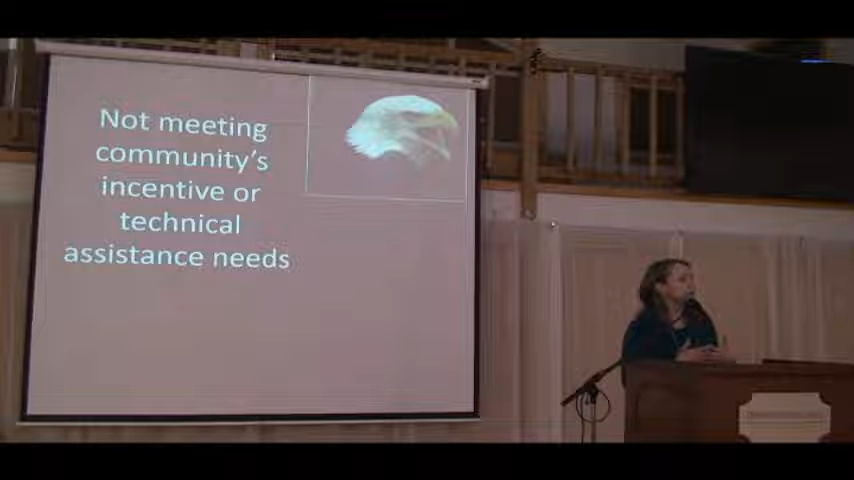 Not meeting
community's
incentive or
technical
assistance needs